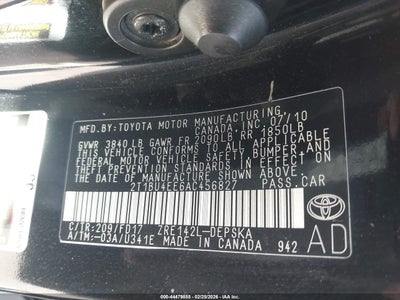 MFD. BY: TOYOTA MOTOR MANUFACTURING,
CANADA, INC. 07/10
GVWR 3840 LB GAWR FR 2090LB RR 1850LB
THIS VEHICLE CONFORMS TO ALL APPLICABLE
FEDERAL MOTOR VEHICLE SAFETY, BUMPER, AND
THEFT PREVENTION STANDARDS IN EFFECT ON
THE DATE OF MANUFACTURE SHOWN ABOVE.
2T1BU4EE6AC456827 PASS.CAR
C/TR:209/FD17 ZRE142L-DEPSKA
A/TM:-03A/U341E MADE IN CANADA 942
TOYOTA
AD
ID: 44479055 - 02/25/2026 - © IAA, Inc.